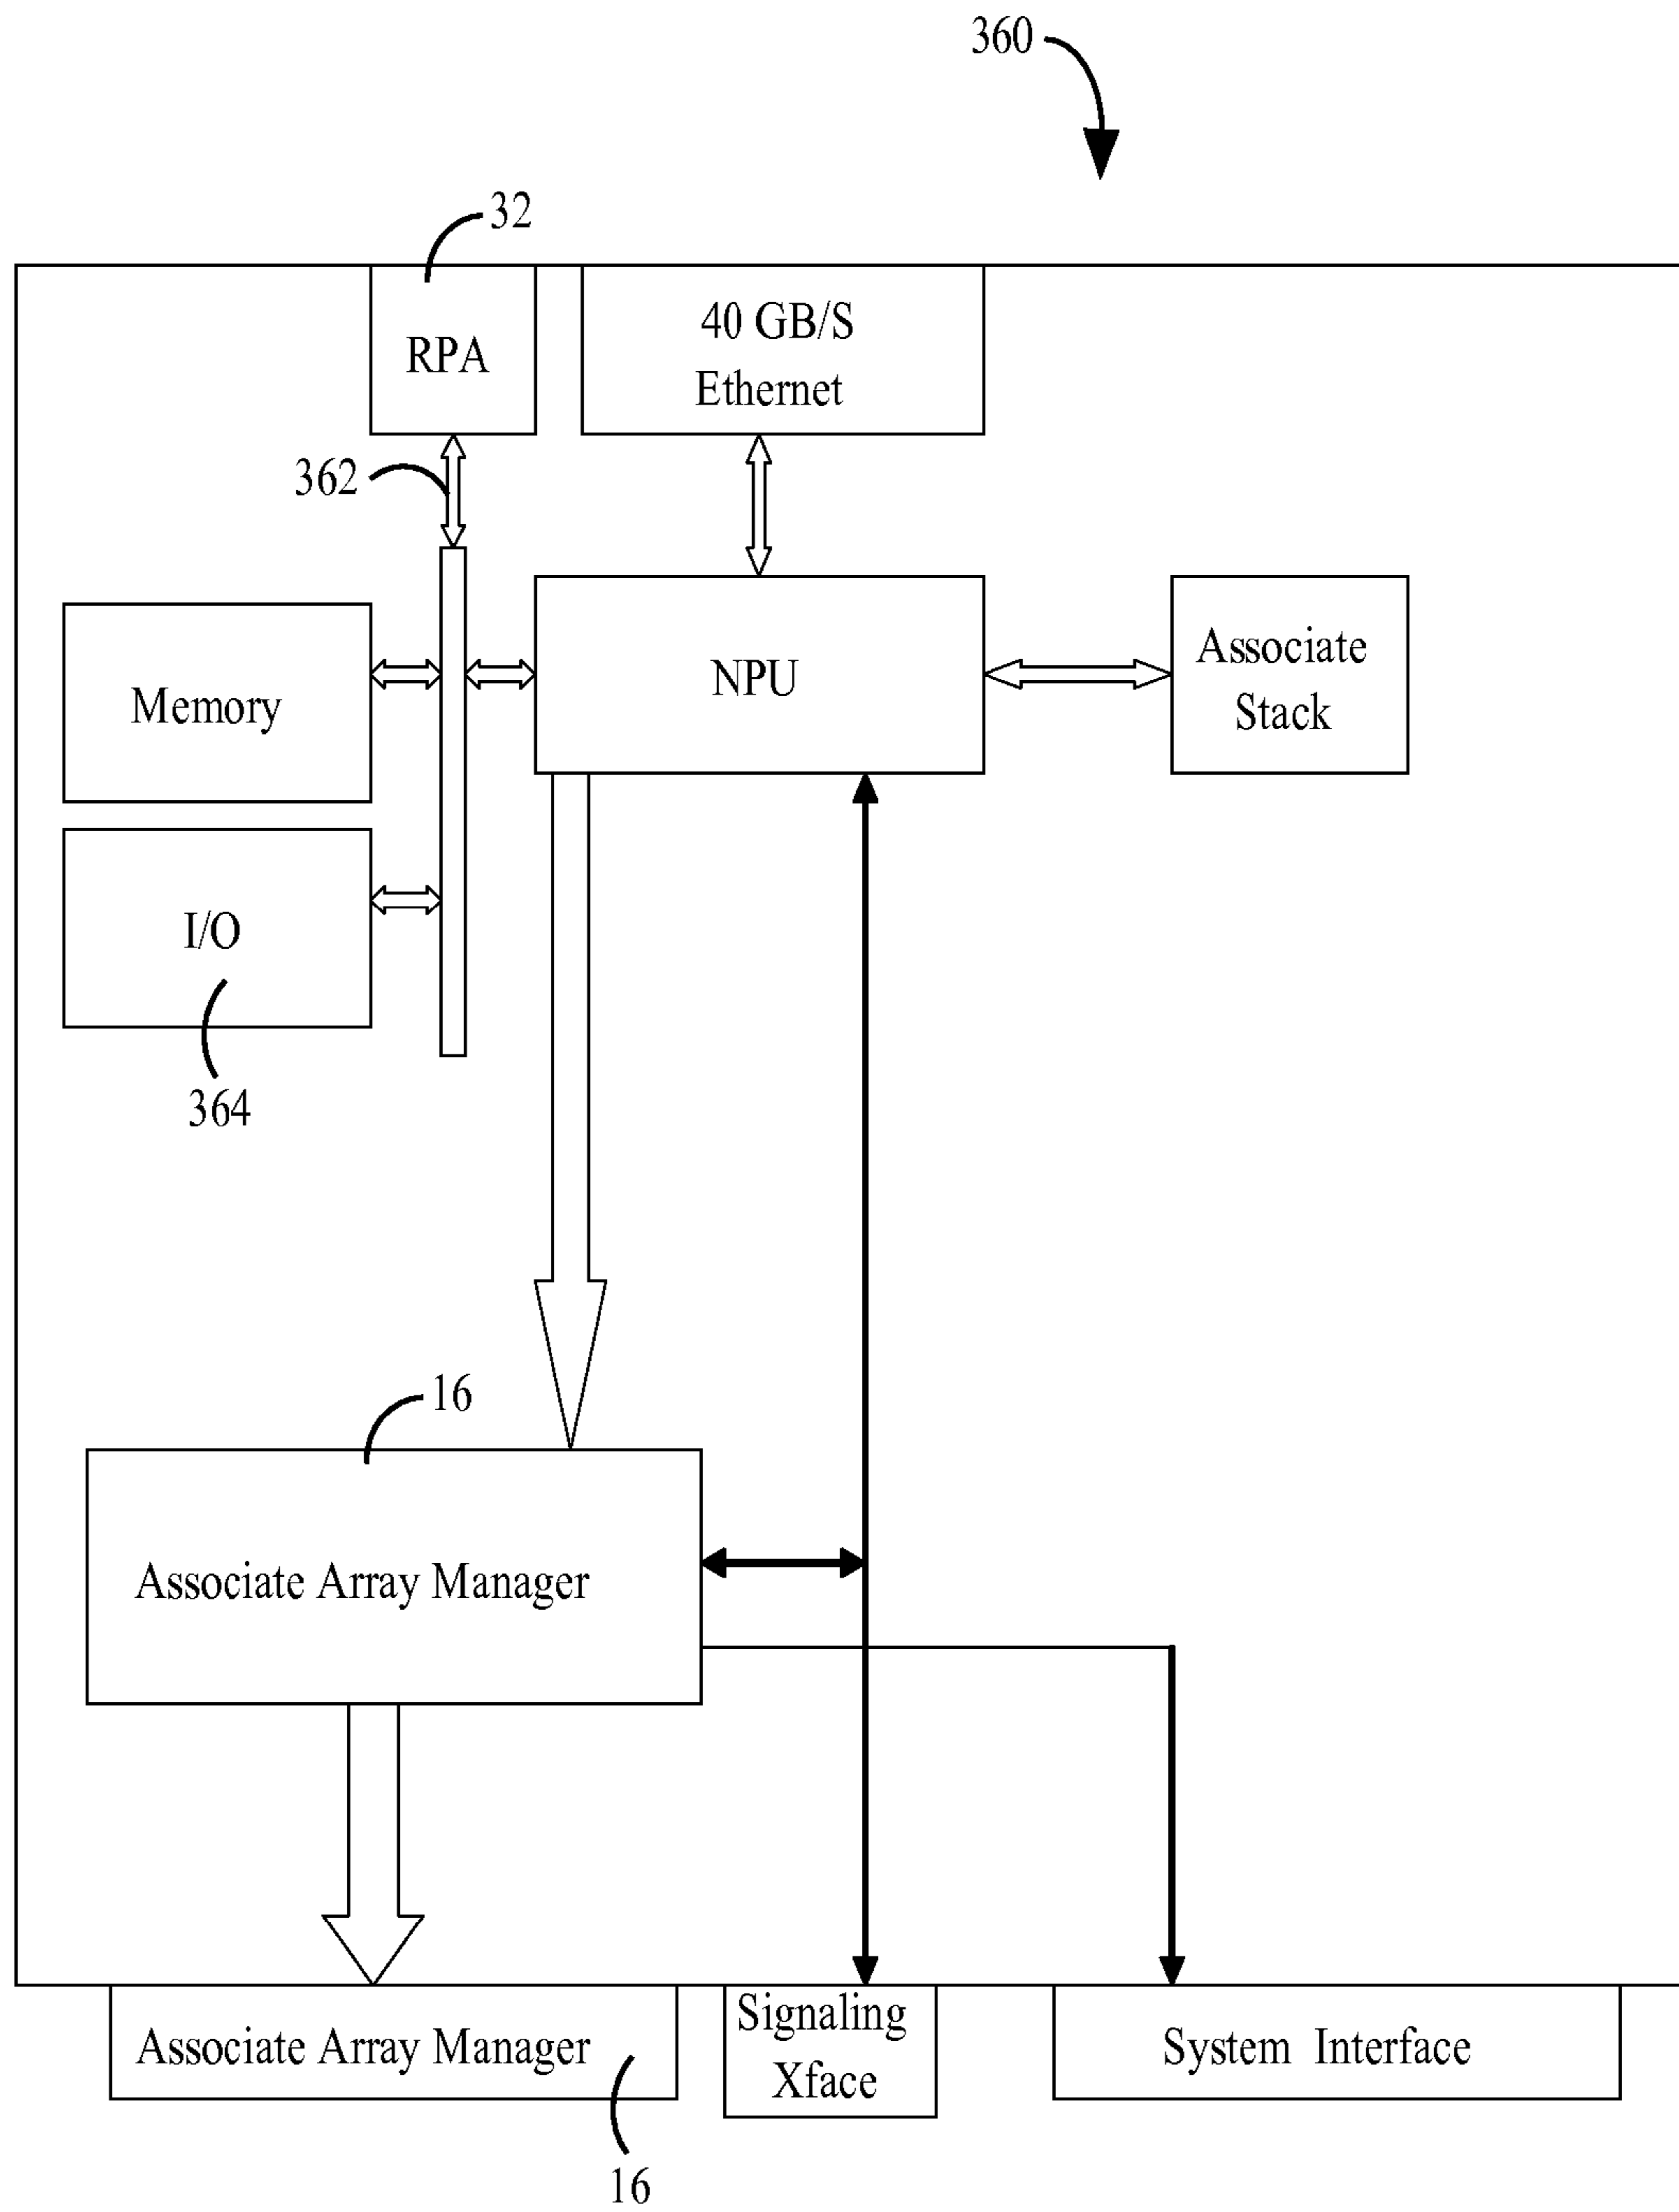 360
32
RPA
40 GB/S
Ethernet
362
Memory
NPU
Associate
Stack
I/O
364
16
Associate Array Manager
Associate Array Manager
Signaling
Xface
System Interface
16